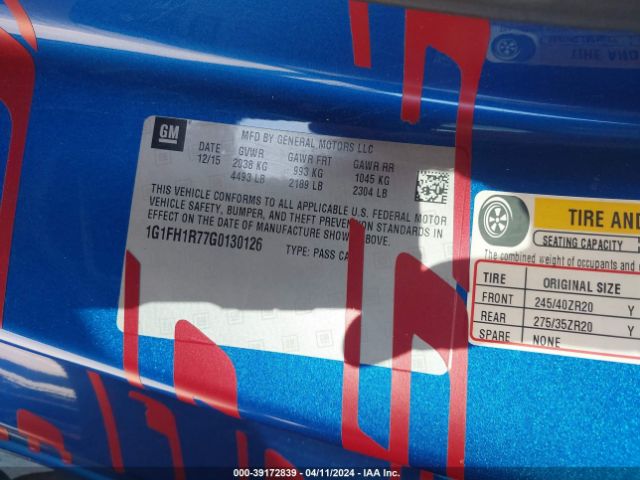 GM
MFD BY GENERAL MOTORS LLC
DATE GVWR GAWR FRT GAWR RR
12/15 2038 KG 993 KG 1045 KG
4493 LB 2189 LB 2304 LB
THIS VEHICLE CONFORMS TO ALL APPLICABLE U.S. FEDERAL MOTOR
VEHICLE SAFETY, BUMPER, AND THEFT PREVENTION STANDARDS IN
EFFECT ON THE DATE OF MANUFACTURE SHOWN ABOVE.
1G1FH1R77G0130126 TYPE: PASS CA
TIRE AND
TIRE AN
SEATING CAPACITY
The combined weight of occupants and
TIRE ORIGINAL SIZE
FRONT 245/40ZR20 Y
REAR 275/35ZR20 Y
SPARE NONE
000-39172839 - 04/11/2024 - IAA Inc.